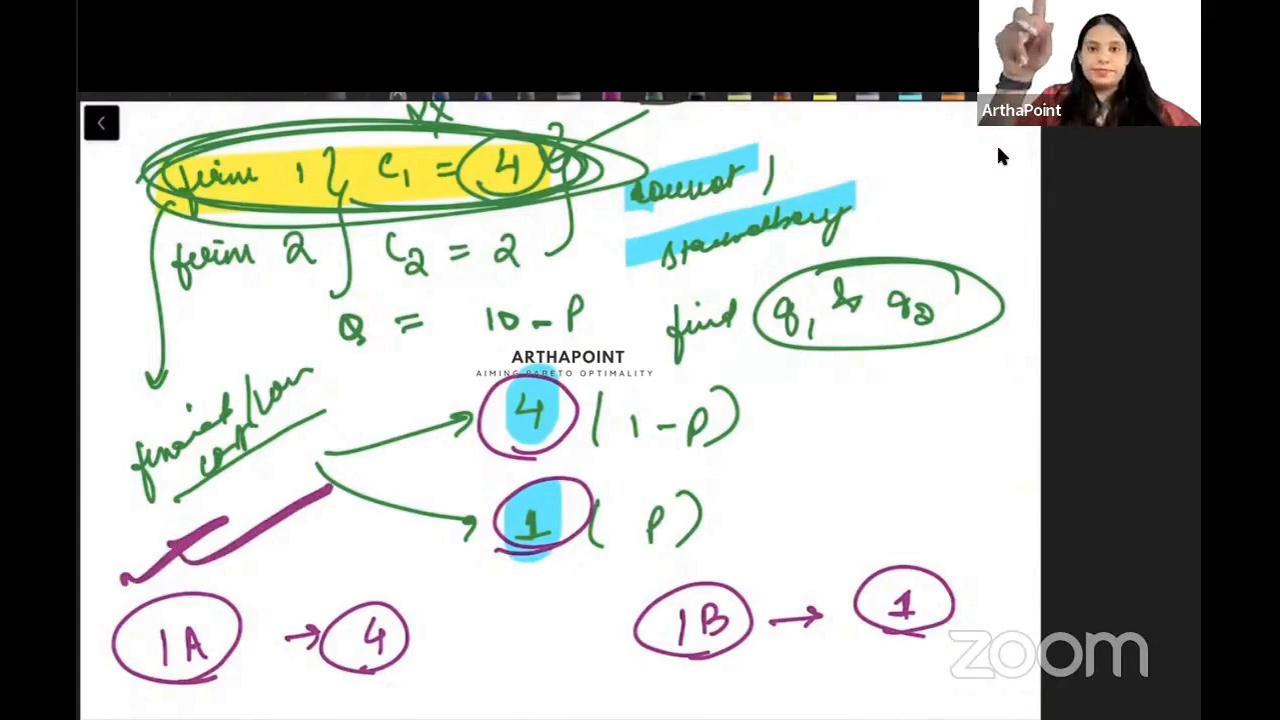 ArthaPoint
firm 1 } C₁ = 4
firm 2 C₂ = 2
Cournot /
Stackelberg
Q = 10 - P
find q₁ & q₂
ARTHAPOINT
AIMING PARETO OPTIMALITY
4 ( 1 - P )
1 ( P )
1A → 4
1B → 1
zoom